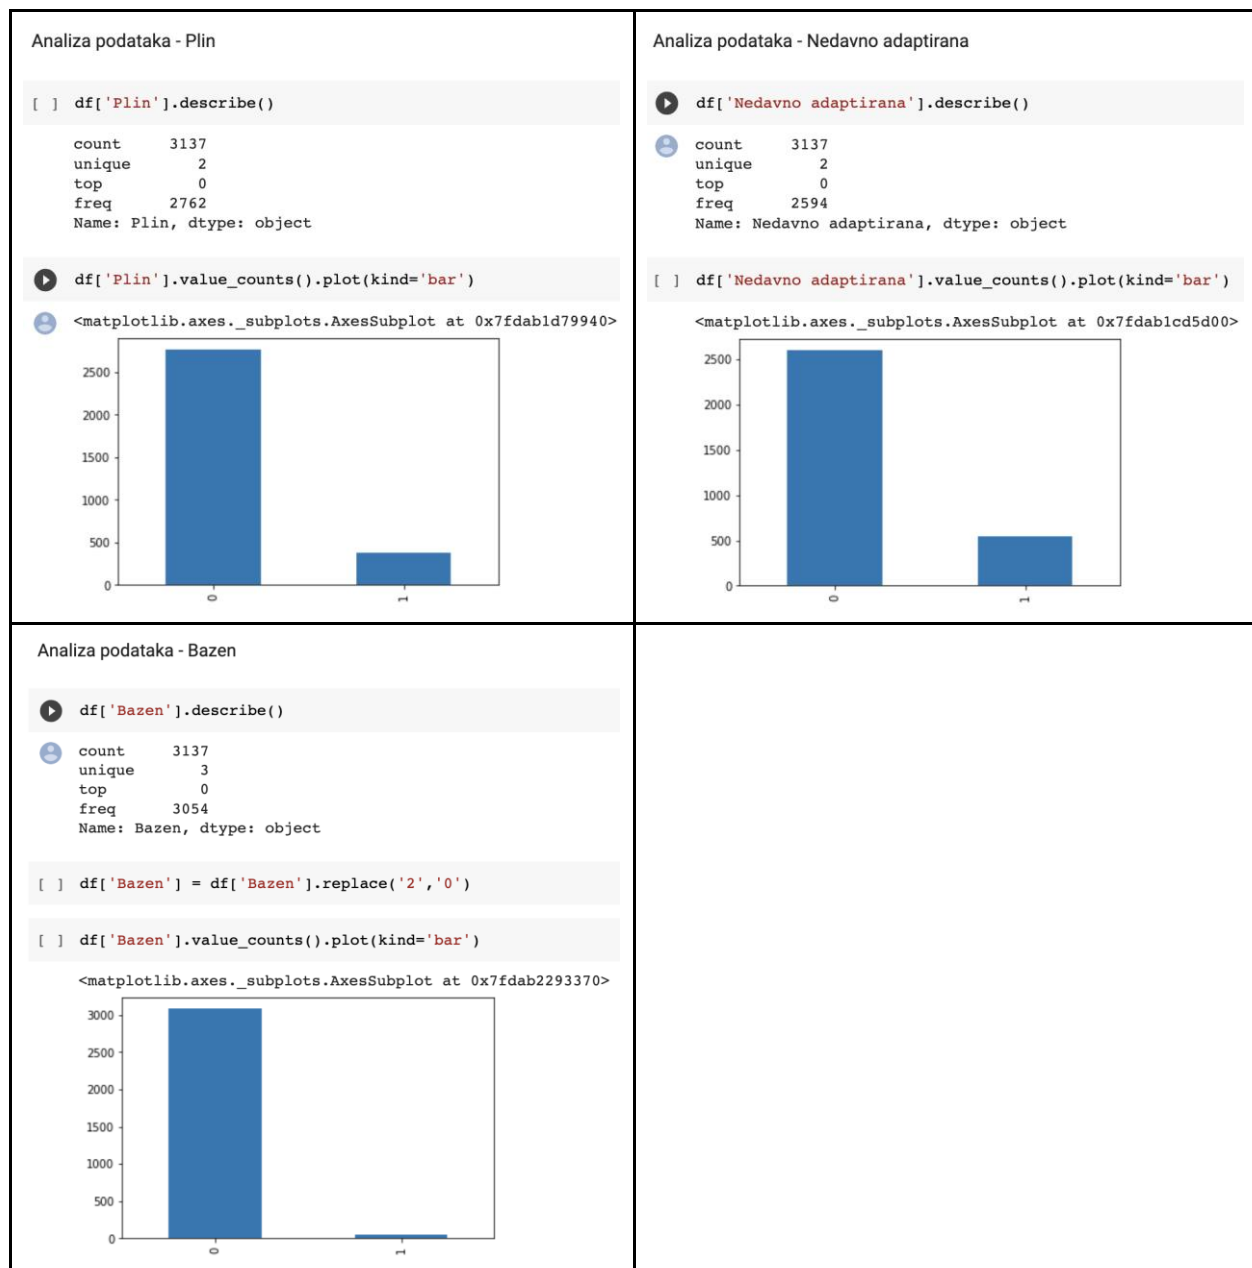 Analiza podataka - Plin
[ ] df['Plin'].describe()
count 3137
unique 2
top 0
freq 2762
Name: Plin, dtype: object
df['Plin'].value_counts().plot(kind='bar')
<matplotlib.axes._subplots.AxesSubplot at 0x7fdab1d79940>
2500
2000
1500
1000
500
0
0 1
Analiza podataka - Nedavno adaptirana
df['Nedavno adaptirana'].describe()
count 3137
unique 2
top 0
freq 2594
Name: Nedavno adaptirana, dtype: object
[ ] df['Nedavno adaptirana'].value_counts().plot(kind='bar')
<matplotlib.axes._subplots.AxesSubplot at 0x7fdab1cd5d00>
2500
2000
1500
1000
500
0
0 1
Analiza podataka - Bazen
df['Bazen'].describe()
count 3137
unique 3
top 0
freq 3054
Name: Bazen, dtype: object
[ ] df['Bazen'] = df['Bazen'].replace('2','0')
[ ] df['Bazen'].value_counts().plot(kind='bar')
<matplotlib.axes._subplots.AxesSubplot at 0x7fdab2293370>
3000
2500
2000
1500
1000
500
0
0 1